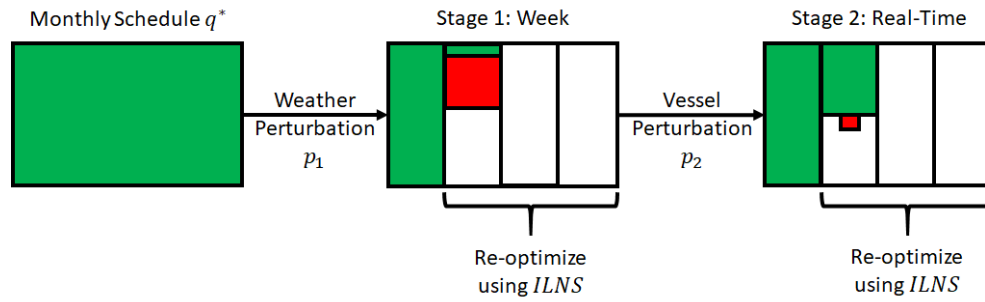 Monthly Schedule q*
Stage 1: Week
Stage 2: Real-Time
Weather
Perturbation
p₁
Vessel
Perturbation
p₂
Re-optimize
using ILNS
Re-optimize
using ILNS